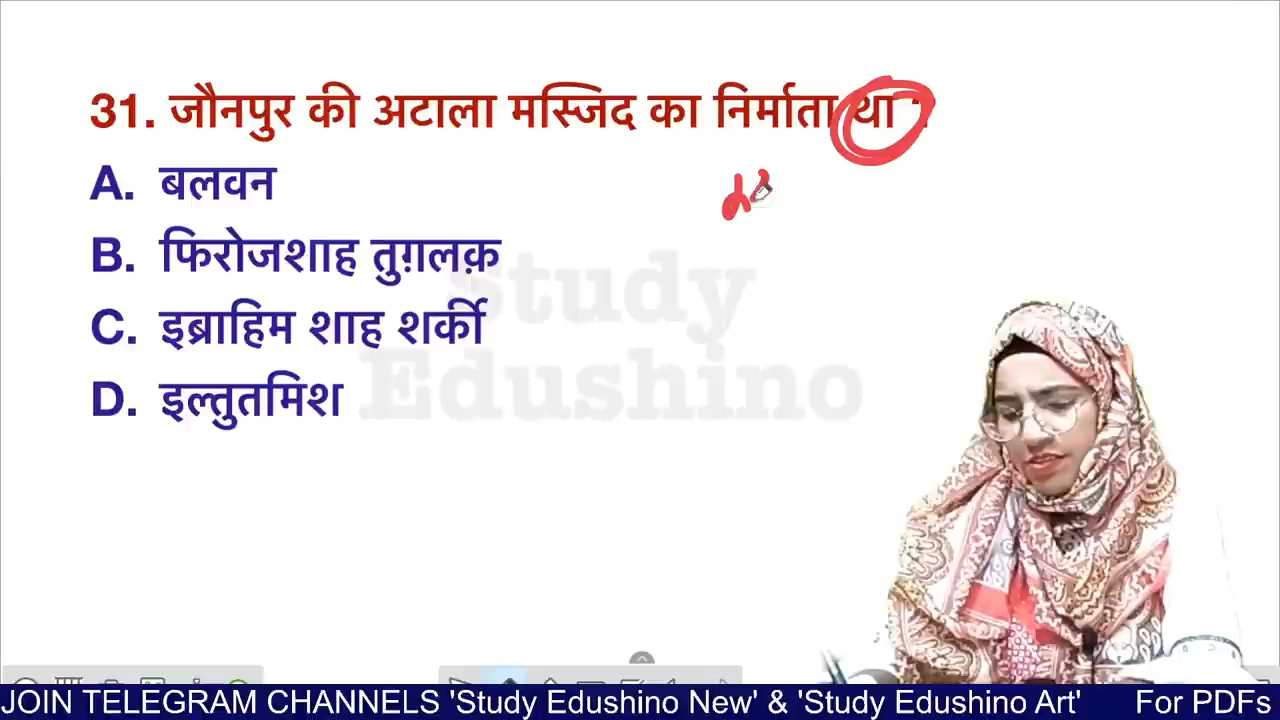 31. जौनपुर की अटाला मस्जिद का निर्माता था ?
A. बलवन
B. फिरोजशाह तुग़लक़
C. इब्राहिम शाह शर्की
D. इल्तुतमिश
Study
Edushino
JOIN TELEGRAM CHANNELS 'Study Edushino New' & 'Study Edushino Art' For PDFs